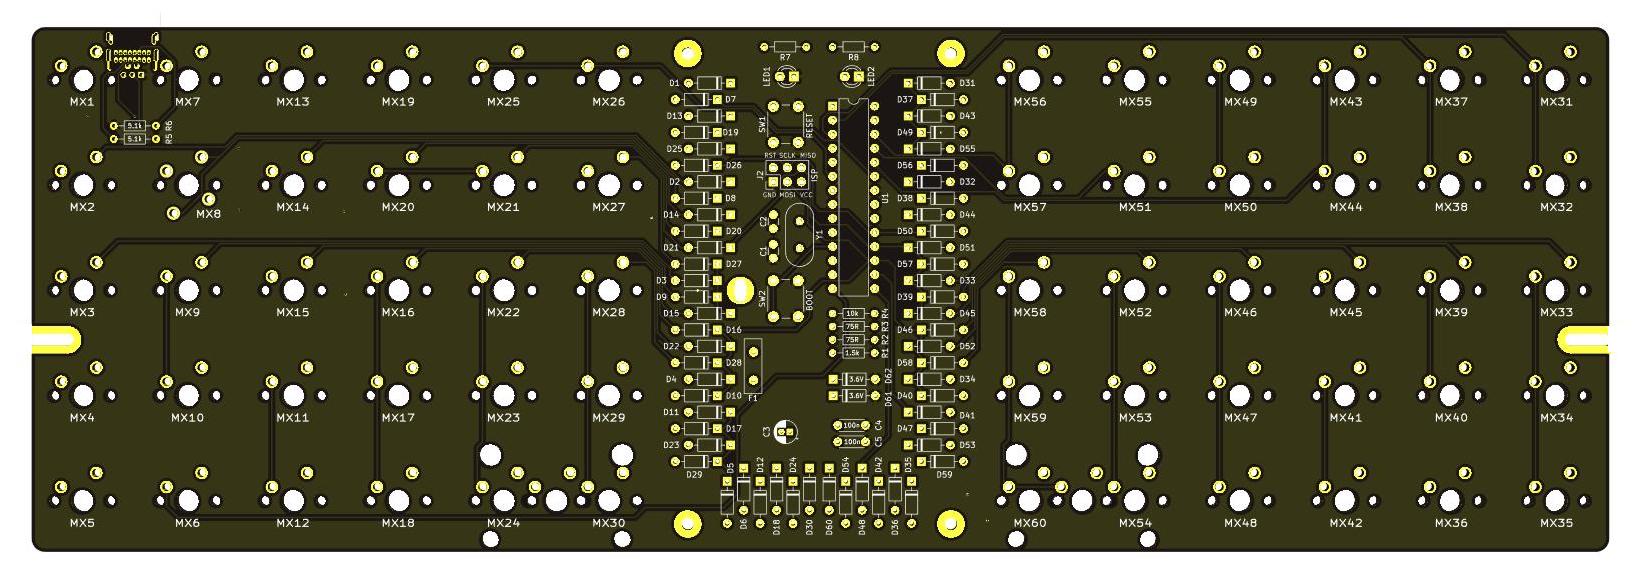 R7 R8
LED1 LED2
MX1 MX7 MX13 MX19 MX25 MX26
D1 D31
D7 D37
D13 D43
D19 D49
D25 D55
D26 D56
D2 D32
D8 D38
D14 D44
D20 D50
D21 D51
D27 D57
D3 D33
D9 D39
D15 D45
D16 D46
D22 D52
D28 D58
D4 D34
D10 D40
D11 D41
D17 D47
D23 D53
D29 D59
MX56 MX55 MX49 MX43 MX37 MX31
5.1k R6
5.1k R5
SW1 RESET
RST SCLK MISO
J2 ISP
GND MOSI VCC
U1
C2
C1
Y1
SW2 BOOT
MX2 MX8 MX14 MX20 MX21 MX27
MX57 MX51 MX50 MX44 MX38 MX32
MX3 MX9 MX15 MX16 MX22 MX28
MX58 MX52 MX46 MX45 MX39 MX33
10k R4
75R R3
75R R2
1.5k R1
3.6V D62
3.6V D61
F1
C3
100n C4
100n C5
MX4 MX10 MX11 MX17 MX23 MX29
MX59 MX53 MX47 MX41 MX40 MX34
D5 D12 D24 D54 D42 D35
D6 D18 D30 D60 D48 D36
MX5 MX6 MX12 MX18 MX24 MX30
MX60 MX54 MX48 MX42 MX36 MX35